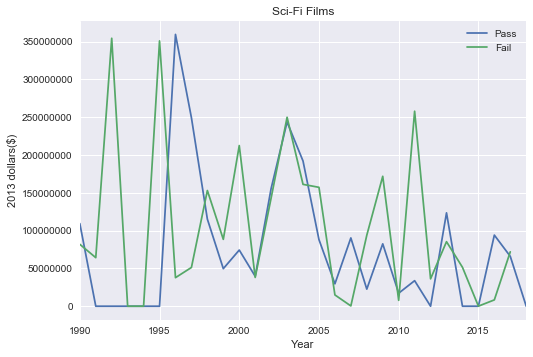 Sci-Fi Films
Pass
Fail
350000000
300000000
250000000
200000000
150000000
100000000
50000000
0
2013 dollars($)
1990 1995 2000 2005 2010 2015
Year